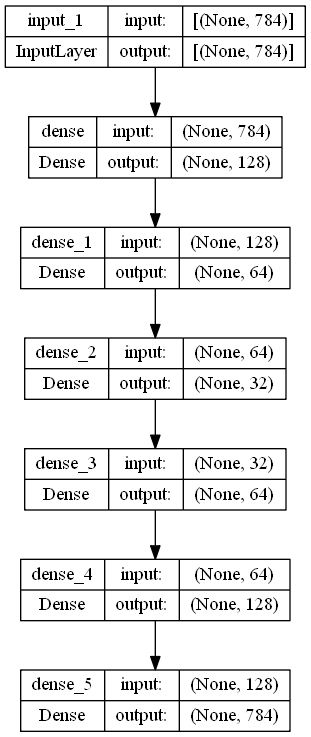 input_1 input: [(None, 784)]
InputLayer output: [(None, 784)]
dense input: (None, 784)
Dense output: (None, 128)
dense_1 input: (None, 128)
Dense output: (None, 64)
dense_2 input: (None, 64)
Dense output: (None, 32)
dense_3 input: (None, 32)
Dense output: (None, 64)
dense_4 input: (None, 64)
Dense output: (None, 128)
dense_5 input: (None, 128)
Dense output: (None, 784)